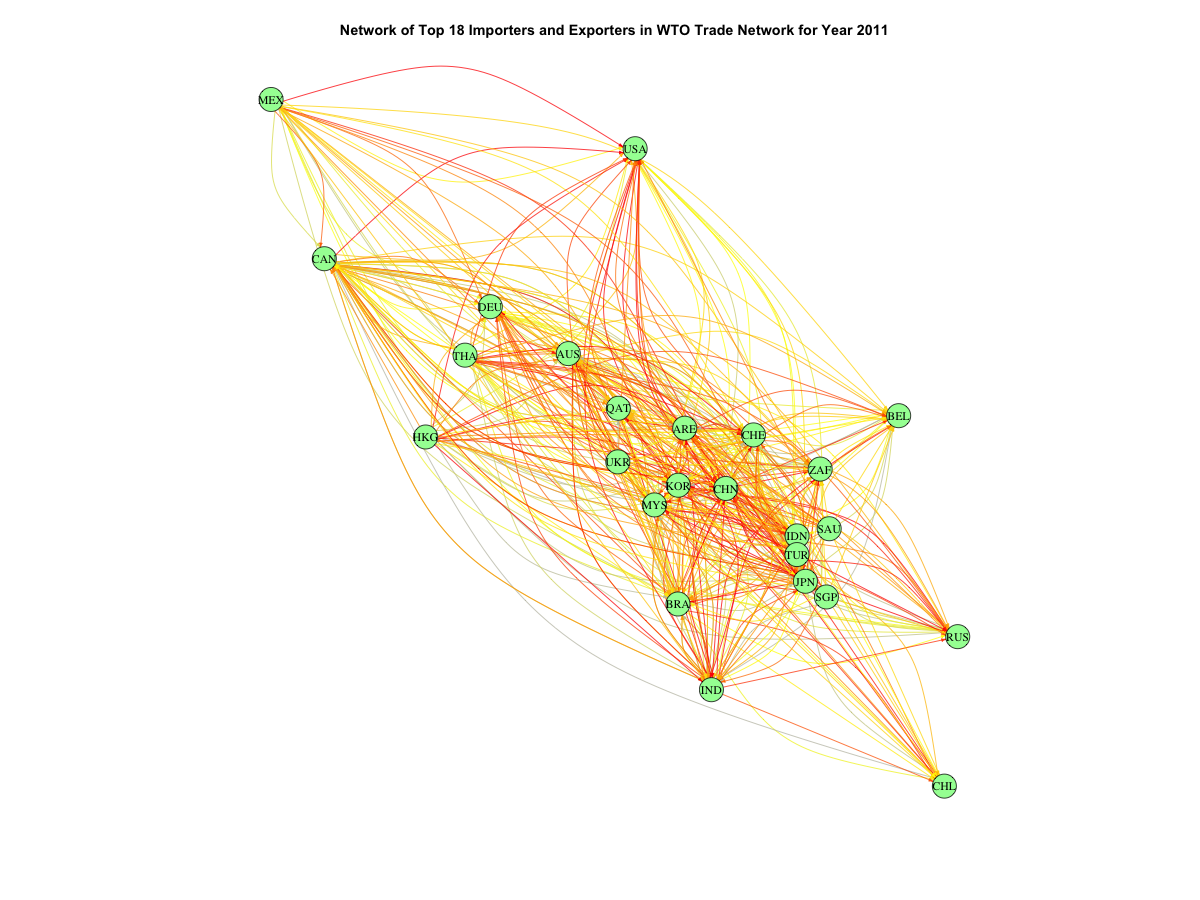 Network of Top 18 Importers and Exporters in WTO Trade Network for Year 2011
MEX
USA
CAN
DEU
THA
AUS
QAT
BEL
ARE
CHE
HKG
UKR
ZAF
KOR
CHN
MYS
SAU
IDN
TUR
JPN
SGP
BRA
RUS
IND
CHL